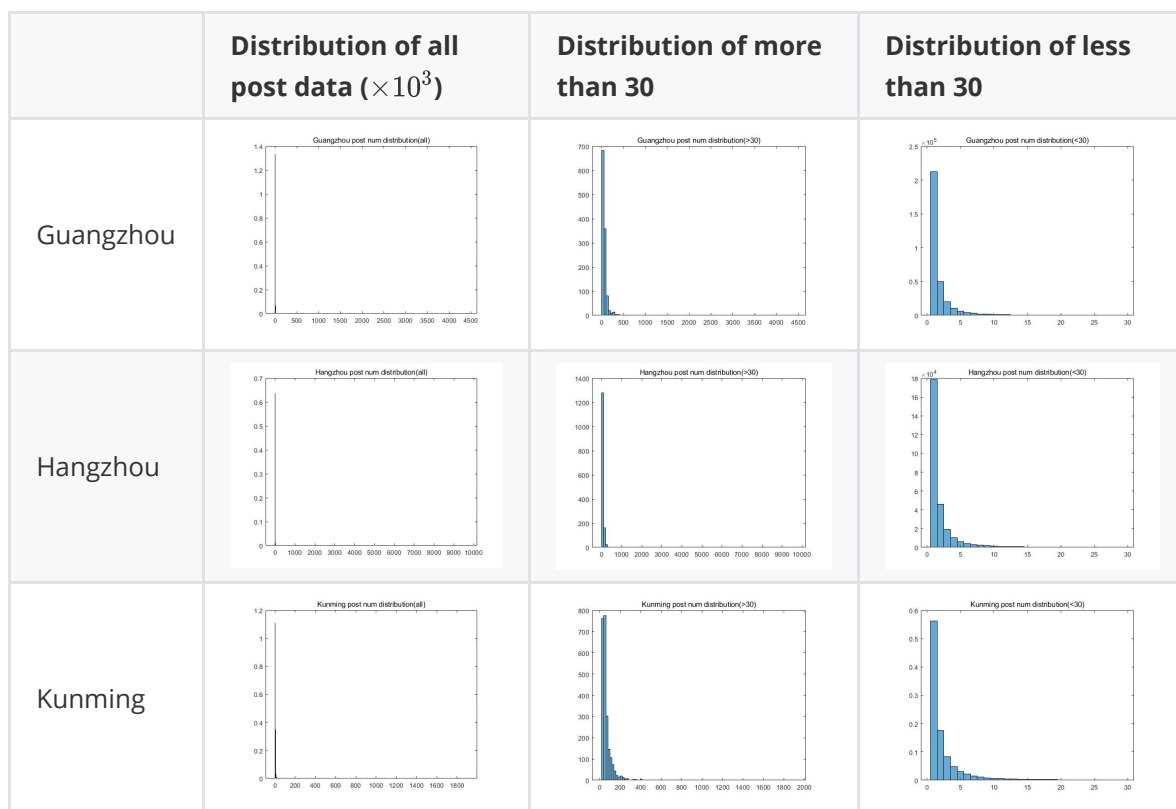 Distribution of all
post data (×10³)
Distribution of more
than 30
Distribution of less
than 30
Guangzhou
Guangzhou post num distribution(all)
1.4
1.2
1
0.8
0.6
0.4
0.2
0
0 500 1000 1500 2000 2500 3000 3500 4000 4500
Guangzhou post num distribution(>30)
700
600
500
400
300
200
100
0
0 500 1000 1500 2000 2500 3000 3500 4000 4500
×10⁵
Guangzhou post num distribution(<30)
2.5
2
1.5
1
0.5
0
0 5 10 15 20 25 30
Hangzhou
Hangzhou post num distribution(all)
0.7
0.6
0.5
0.4
0.3
0.2
0.1
0
0 1000 2000 3000 4000 5000 6000 7000 8000 9000 10000
Hangzhou post num distribution(>30)
1400
1200
1000
800
600
400
200
0
0 1000 2000 3000 4000 5000 6000 7000 8000 9000 10000
×10⁴
Hangzhou post num distribution(<30)
18
16
14
12
10
8
6
4
2
0
0 5 10 15 20 25 30
Kunming
Kunming post num distribution(all)
1.2
1
0.8
0.6
0.4
0.2
0
0 200 400 600 800 1000 1200 1400 1600 1800
Kunming post num distribution(>30)
800
700
600
500
400
300
200
100
0
0 200 400 600 800 1000 1200 1400 1600 1800 2000
Kunming post num distribution(<30)
0.6
0.5
0.4
0.3
0.2
0.1
0
0 5 10 15 20 25 30